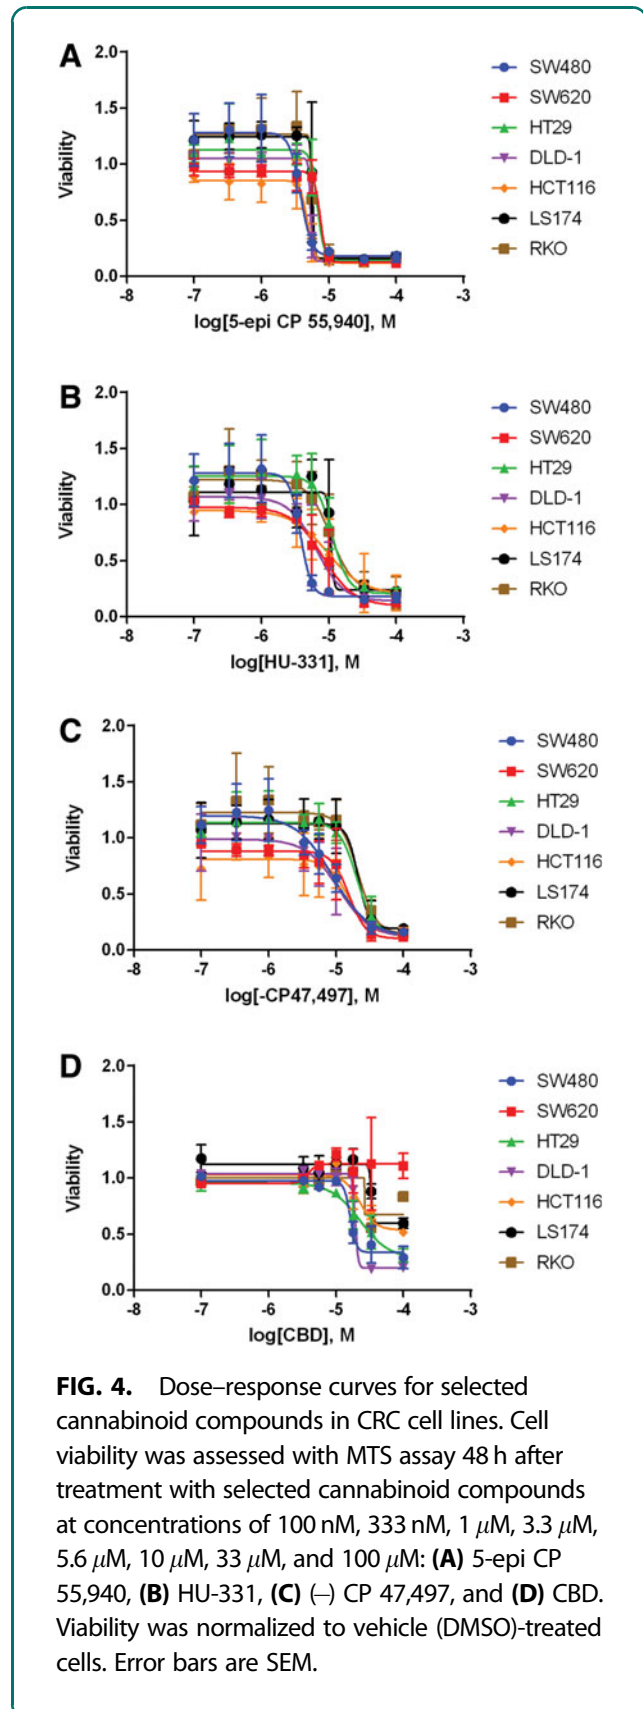 A
2.0
1.5
1.0
0.5
0.0
Viability
-8 -7 -6 -5 -4 -3
log[5-epi CP 55,940], M
SW480
SW620
HT29
DLD-1
HCT116
LS174
RKO
B
2.0
1.5
1.0
0.5
0.0
Viability
-8 -7 -6 -5 -4 -3
log[HU-331], M
SW480
SW620
HT29
DLD-1
HCT116
LS174
RKO
C
2.0
1.5
1.0
0.5
0.0
Viability
-8 -7 -6 -5 -4 -3
log[-CP47,497], M
SW480
SW620
HT29
DLD-1
HCT116
LS174
RKO
D
2.0
1.5
1.0
0.5
0.0
Viability
-8 -7 -6 -5 -4 -3
log[CBD], M
SW480
SW620
HT29
DLD-1
HCT116
LS174
RKO
FIG. 4. Dose–response curves for selected
cannabinoid compounds in CRC cell lines. Cell
viability was assessed with MTS assay 48 h after
treatment with selected cannabinoid compounds
at concentrations of 100 nM, 333 nM, 1 μM, 3.3 μM,
5.6 μM, 10 μM, 33 μM, and 100 μM: (A) 5-epi CP
55,940, (B) HU-331, (C) (–) CP 47,497, and (D) CBD.
Viability was normalized to vehicle (DMSO)-treated
cells. Error bars are SEM.